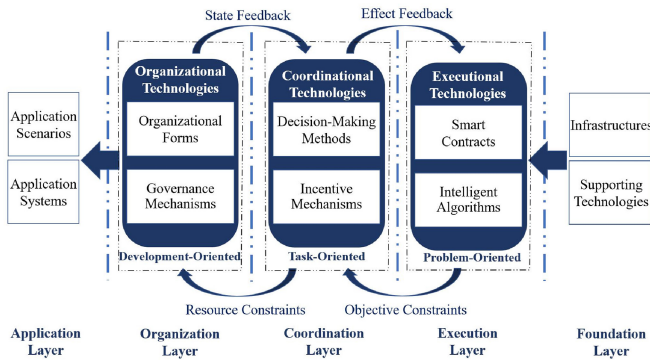 State Feedback
Effect Feedback
Organizational
Technologies
Coordinational
Technologies
Executional
Technologies
Application
Scenarios
Organizational
Forms
Decision-Making
Methods
Smart
Contracts
Infrastructures
Application
Systems
Governance
Mechanisms
Incentive
Mechanisms
Intelligent
Algorithms
Supporting
Technologies
Development-Oriented
Task-Oriented
Problem-Oriented
Resource Constraints
Objective Constraints
Application
Layer
Organization
Layer
Coordination
Layer
Execution
Layer
Foundation
Layer